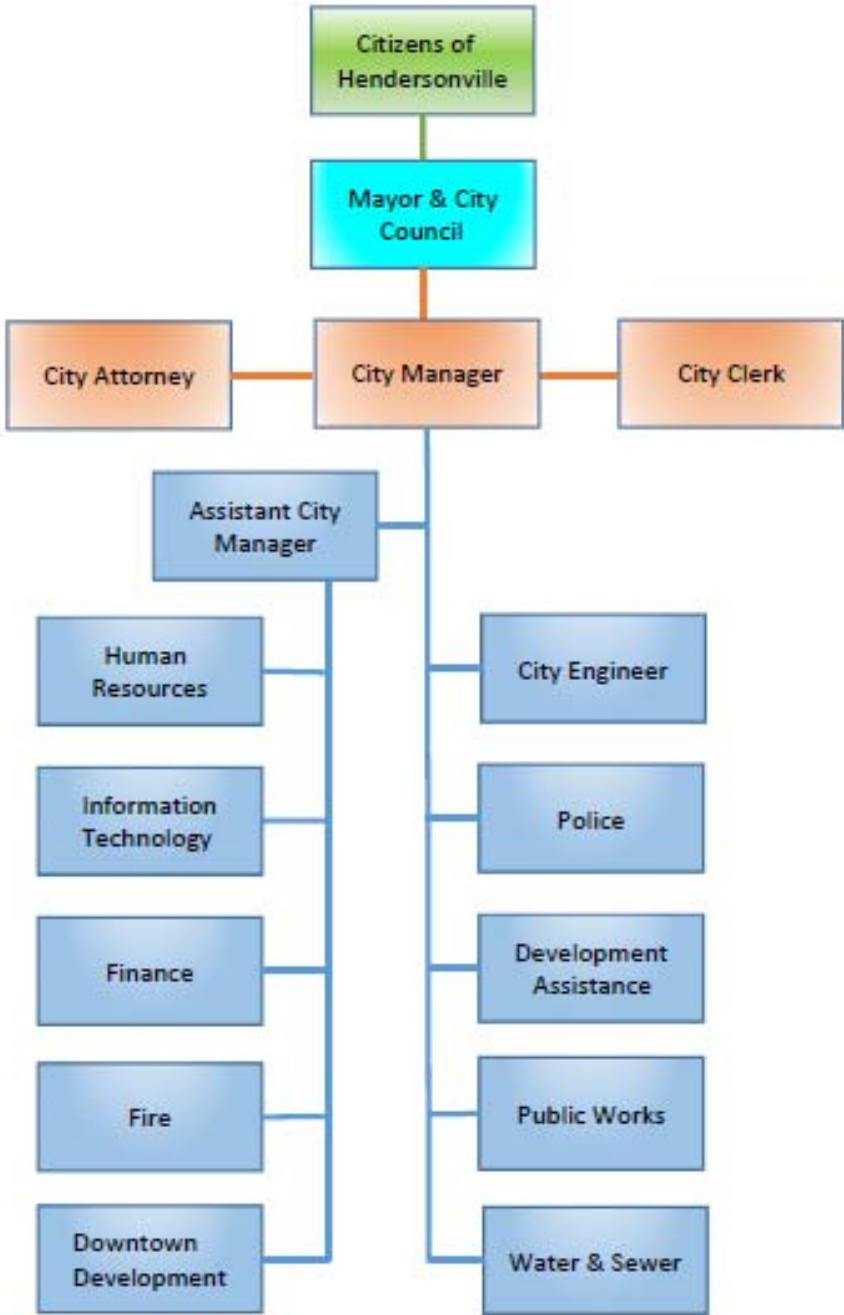 Citizens of
Hendersonville
Mayor & City
Council
City Attorney
City Manager
City Clerk
Assistant City
Manager
Human
Resources
City Engineer
Information
Technology
Police
Finance
Development
Assistance
Fire
Public Works
Downtown
Development
Water & Sewer